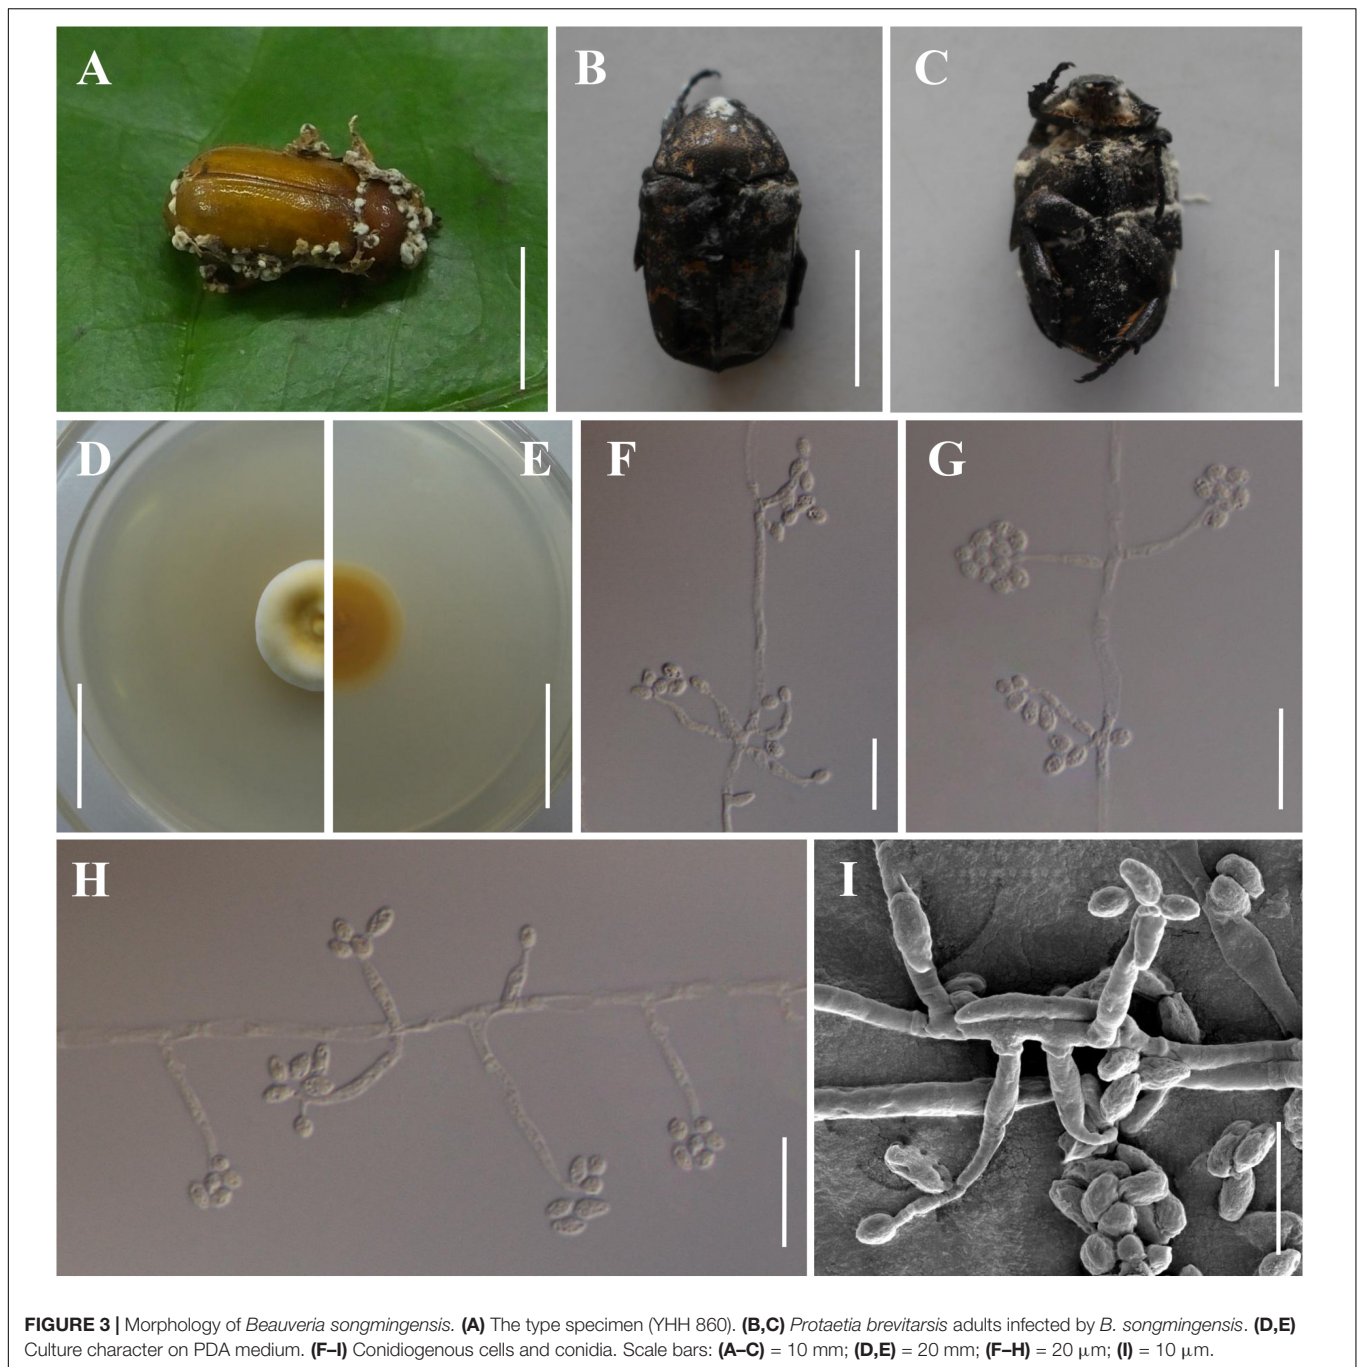 A
B
C
D
E
F
G
H
I
FIGURE 3 | Morphology of Beauveria songmingensis. (A) The type specimen (YHH 860). (B,C) Protaetia brevitarsis adults infected by B. songmingensis. (D,E)
Culture character on PDA medium. (F–I) Conidiogenous cells and conidia. Scale bars: (A–C) = 10 mm; (D,E) = 20 mm; (F–H) = 20 μm; (I) = 10 μm.